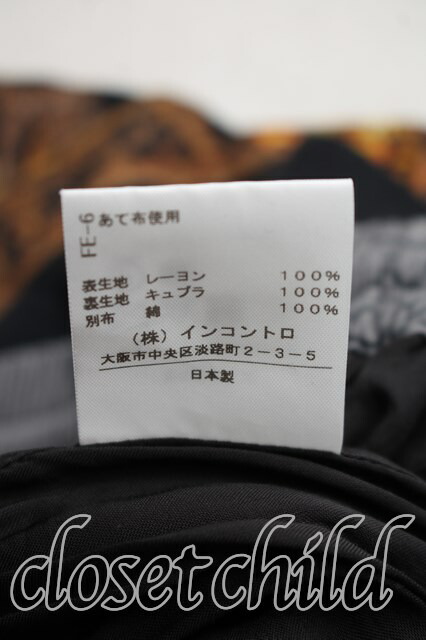 FE-6
あて布使用
表生地 レーヨン 100%
裏生地 キュプラ 100%
別布 綿 100%
(株) インコントロ
大阪市中央区淡路町2-3-5
日本製
closet child